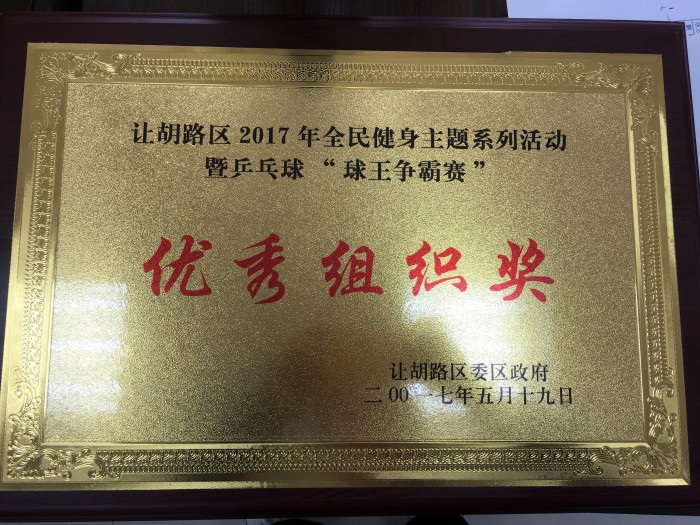 让胡路区2017年全民健身主题系列活动
暨乒乓球“球王争霸赛”
优秀组织奖
让胡路区委区政府
二00一七年五月十九日